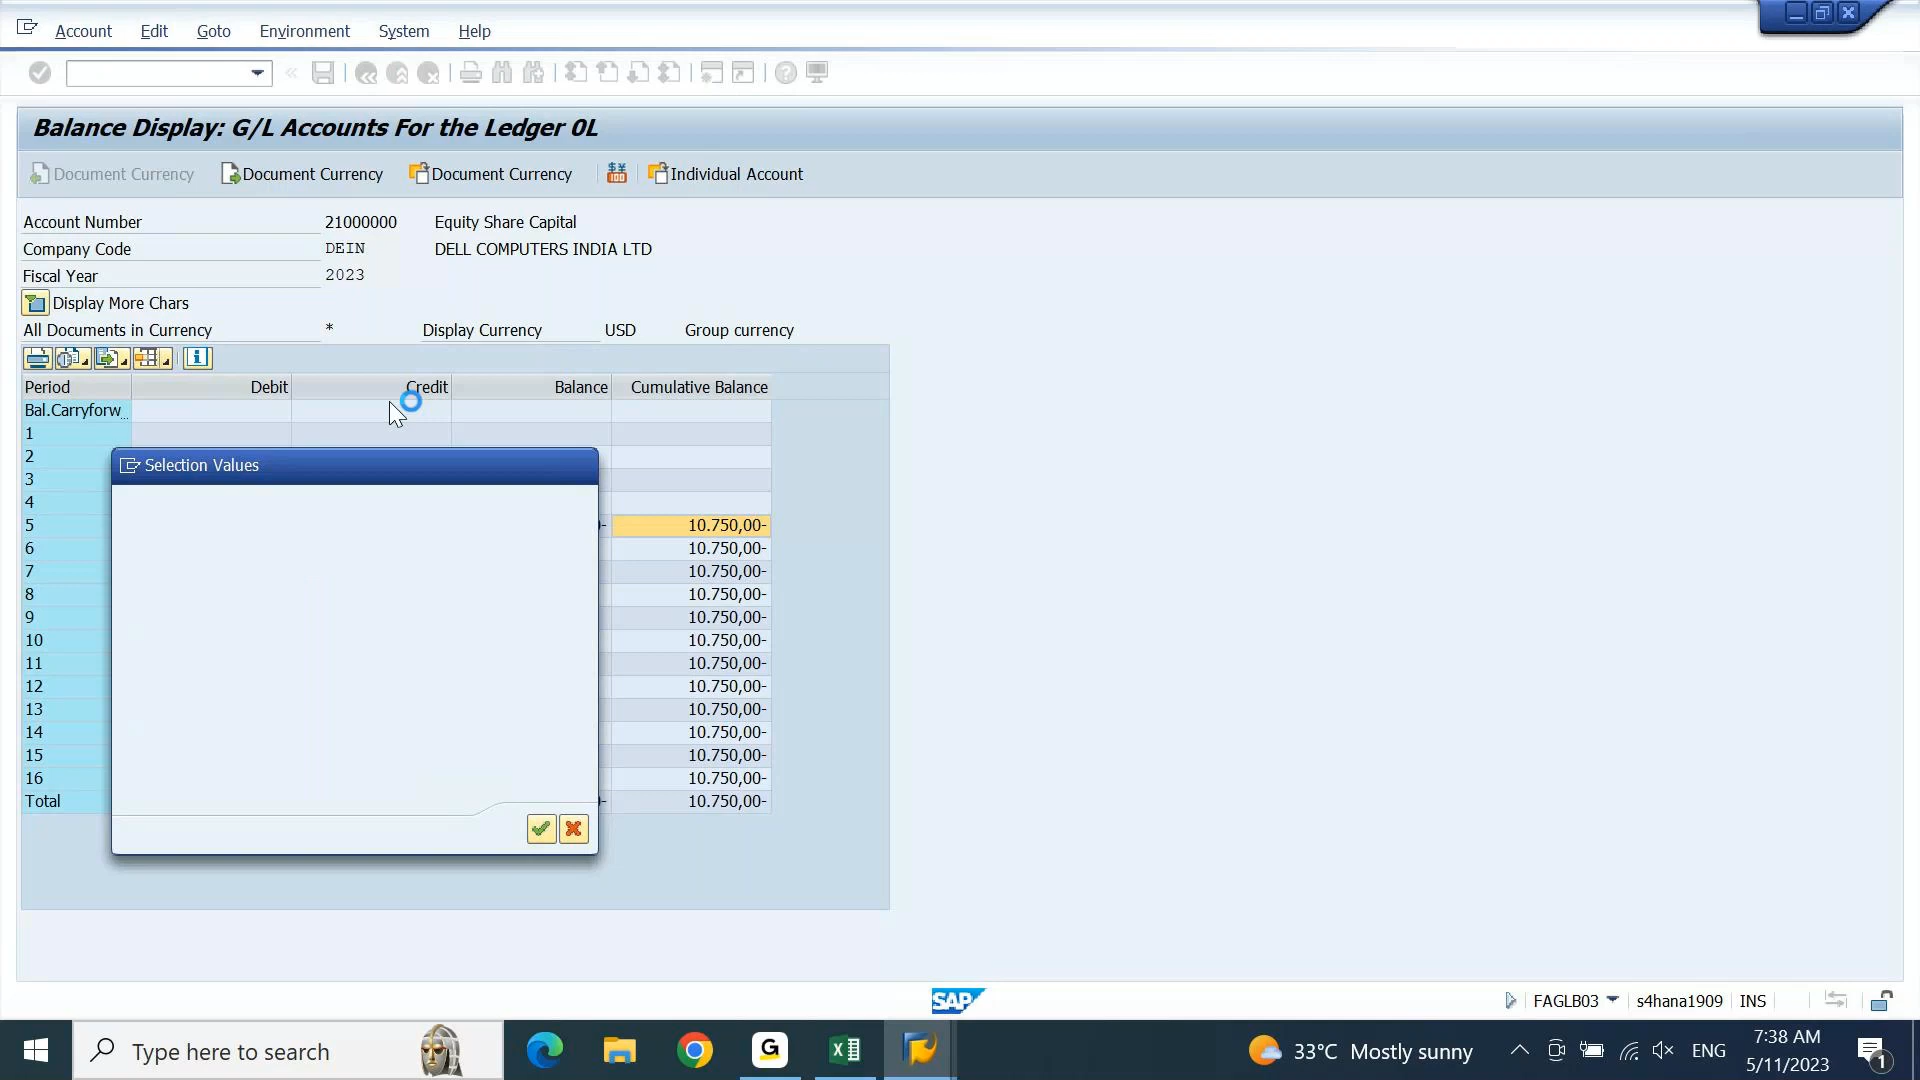 Account Edit Goto Environment System Help
Balance Display: G/L Accounts For the Ledger 0L
Document Currency Document Currency Document Currency Individual Account
Account Number 21000000 Equity Share Capital
Company Code DEIN DELL COMPUTERS INDIA LTD
Fiscal Year 2023
Display More Chars
All Documents in Currency * Display Currency USD Group currency
Period Debit Credit Balance Cumulative Balance
Bal.Carryforw...
1
2
3
4
5 10.750,00-
6 10.750,00-
7 10.750,00-
8 10.750,00-
9 10.750,00-
10 10.750,00-
11 10.750,00-
12 10.750,00-
13 10.750,00-
14 10.750,00-
15 10.750,00-
16 10.750,00-
Total 10.750,00-
Selection Values
SAP
FAGLB03 s4hana1909 INS
Type here to search
G
33°C Mostly sunny
ENG
7:38 AM
5/11/2023
1